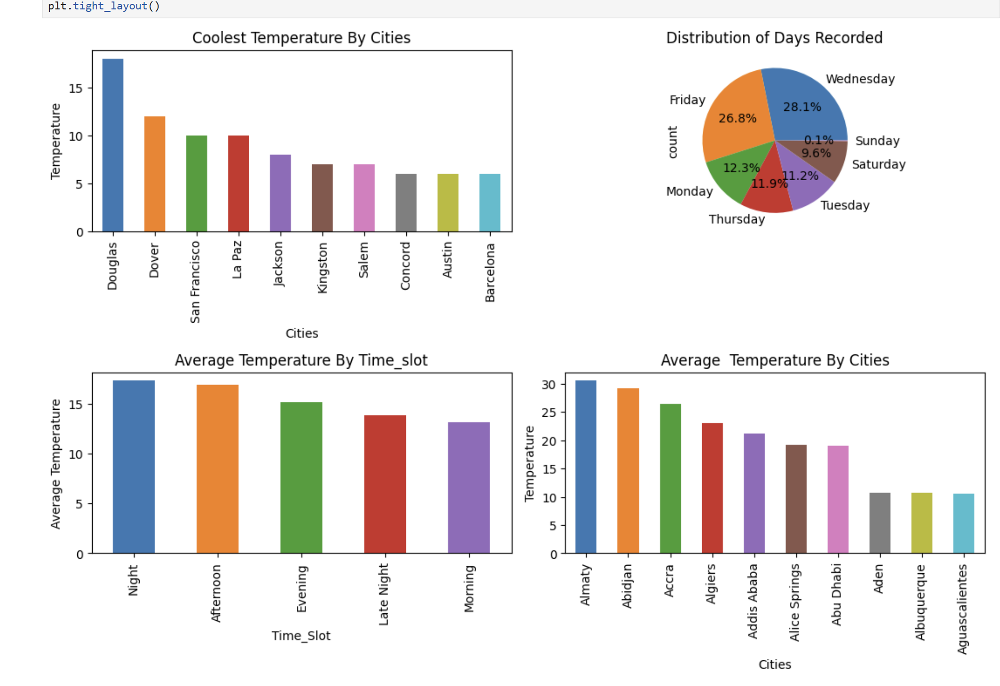 plt.tight_layout()
Coolest Temperature By Cities
Temperature
15
10
5
0
Douglas
Dover
San Francisco
La Paz
Jackson
Kingston
Salem
Concord
Austin
Barcelona
Cities
Distribution of Days Recorded
count
Wednesday
28.1%
Friday
26.8%
Monday
12.3%
Thursday
11.9%
Tuesday
11.2%
Saturday
9.6%
Sunday
0.1%
Average Temperature By Time_slot
Average Temperature
15
10
5
0
Night
Afternoon
Evening
Late Night
Morning
Time_Slot
Average  Temperature By Cities
Temperature
30
25
20
15
10
5
0
Almaty
Abidjan
Accra
Algiers
Addis Ababa
Alice Springs
Abu Dhabi
Aden
Albuquerque
Aguascalientes
Cities